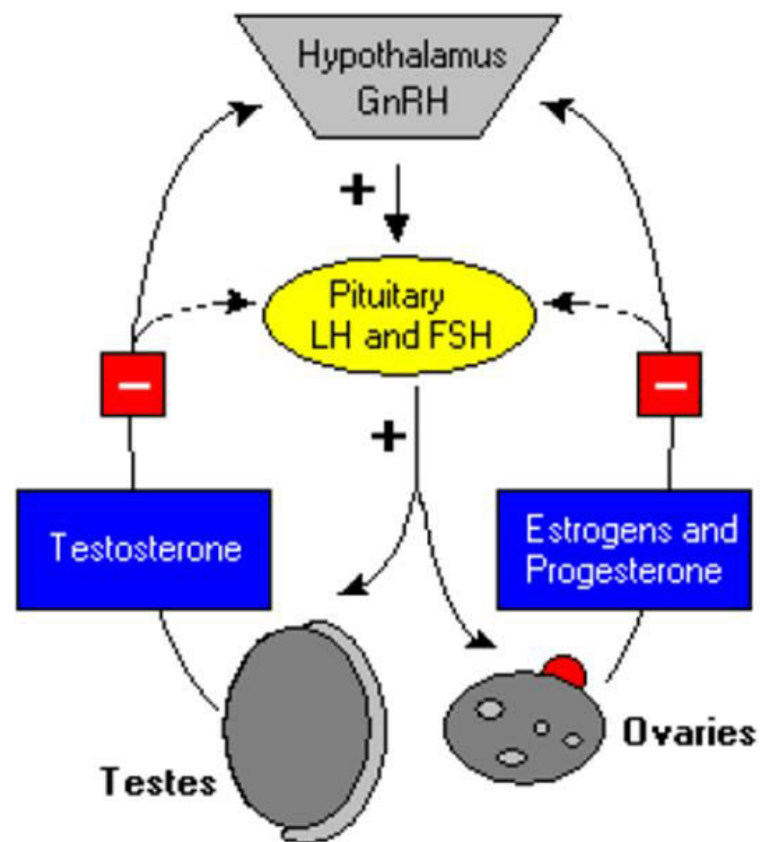 Hypothalamus
GnRH
+
Pituitary
LH and FSH
−
−
+
Testosterone
Estrogens and
Progesterone
Testes
Ovaries